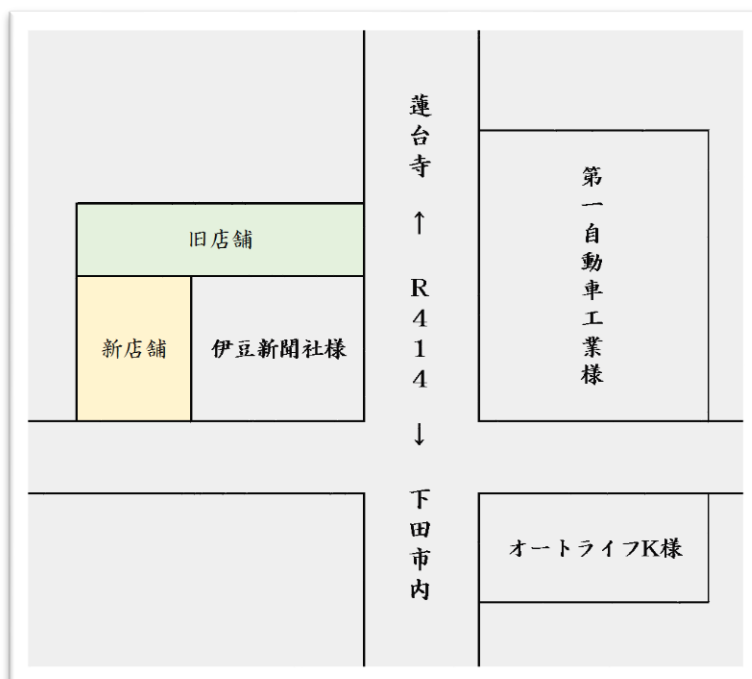 蓮台寺 ↑ R414 ↓ 下田市内
第一自動車工業様
旧店舗
新店舗
伊豆新聞社様
オートライフK様